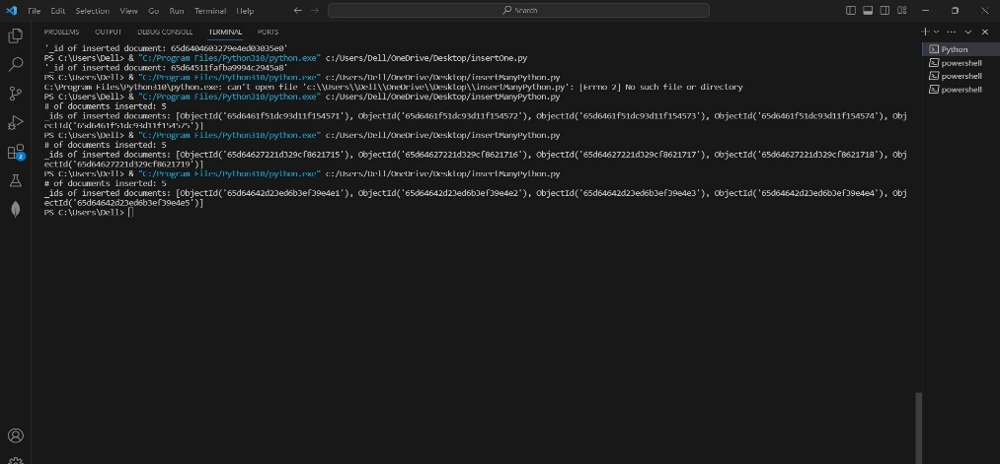 File Edit Selection View Go Run Terminal Help
Search
PROBLEMS OUTPUT DEBUG CONSOLE TERMINAL PORTS
'_id of inserted document: 65d6404603279e4ed03035e0'
PS C:\Users\Dell> & "C:/Program Files/Python310/python.exe" c:/Users/Dell/OneDrive/Desktop/insertOne.py
'_id of inserted document: 65d64511fafba9994c2945a8'
PS C:\Users\Dell> & "C:/Program Files/Python310/python.exe" c:/Users/Dell/OneDrive/Desktop/insertManyPython.py
C:\Program Files\Python310\python.exe: can't open file 'c:\\Users\\Dell\\OneDrive\\Desktop\\insertManyPython.py': [Errno 2] No such file or directory
PS C:\Users\Dell> & "C:/Program Files/Python310/python.exe" c:/Users/Dell/OneDrive/Desktop/insertManyPython.py
# of documents inserted: 5
_ids of inserted documents: [ObjectId('65d6461f51dc93d11f154571'), ObjectId('65d6461f51dc93d11f154572'), ObjectId('65d6461f51dc93d11f154573'), ObjectId('65d6461f51dc93d11f154574'), Obj
ectId('65d6461f51dc93d11f154575')]
PS C:\Users\Dell> & "C:/Program Files/Python310/python.exe" c:/Users/Dell/OneDrive/Desktop/insertManyPython.py
# of documents inserted: 5
_ids of inserted documents: [ObjectId('65d64627221d329cf8621715'), ObjectId('65d64627221d329cf8621716'), ObjectId('65d64627221d329cf8621717'), ObjectId('65d64627221d329cf8621718'), Obj
ectId('65d64627221d329cf8621719')]
PS C:\Users\Dell> & "C:/Program Files/Python310/python.exe" c:/Users/Dell/OneDrive/Desktop/insertManyPython.py
# of documents inserted: 5
_ids of inserted documents: [ObjectId('65d64642d23ed6b3ef39e4e1'), ObjectId('65d64642d23ed6b3ef39e4e2'), ObjectId('65d64642d23ed6b3ef39e4e3'), ObjectId('65d64642d23ed6b3ef39e4e4'), Obj
ectId('65d64642d23ed6b3ef39e4e5')]
PS C:\Users\Dell>
Python
powershell
powershell
powershell
2